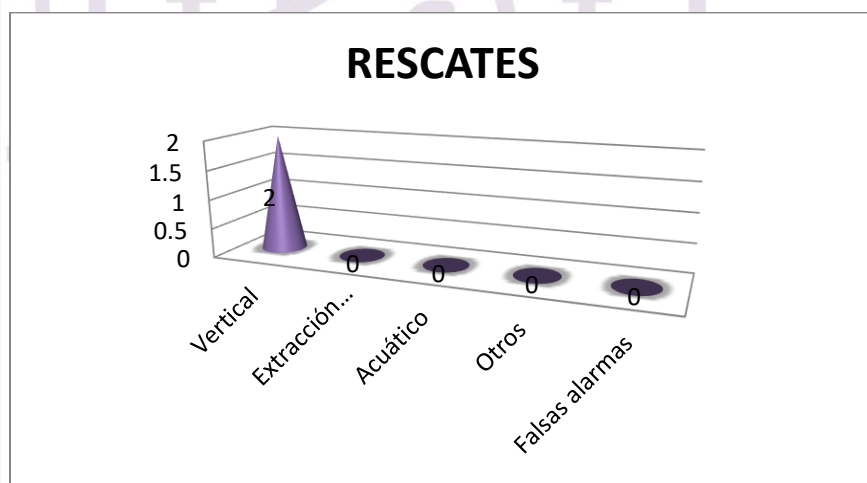 RESCATES
2
1.5
1
0.5
0
2
0
0
0
0
Vertical
Extracción...
Acuático
Otros
Falsas alarmas